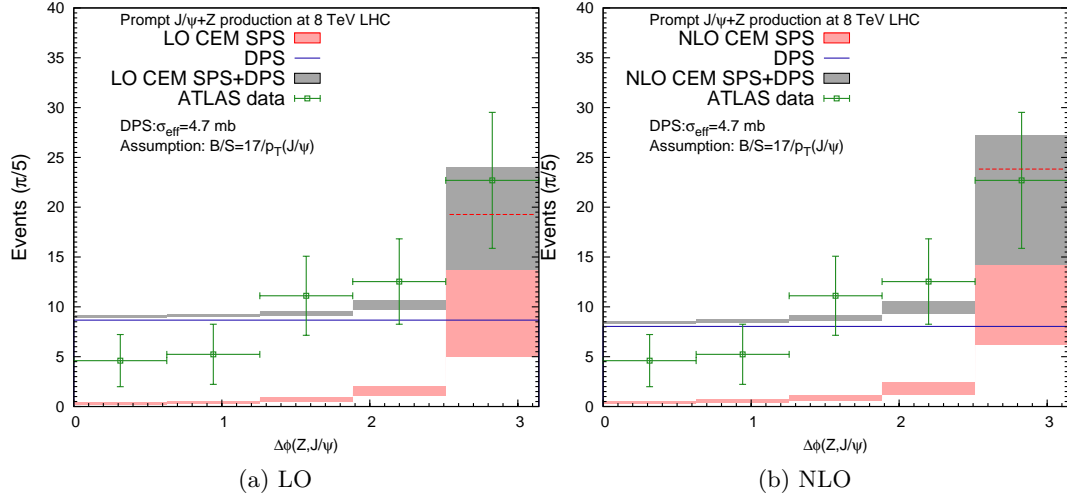 Prompt J/ψ+Z production at 8 TeV LHC
LO CEM SPS
DPS
LO CEM SPS+DPS
ATLAS data
DPS:σeff=4.7 mb
Assumption: B/S=17/pT(J/ψ)
Events (π/5)
40
35
30
25
20
15
10
5
0
0 1 2 3
Δϕ(Z,J/ψ)
(a) LO
Prompt J/ψ+Z production at 8 TeV LHC
NLO CEM SPS
DPS
NLO CEM SPS+DPS
ATLAS data
DPS:σeff=4.7 mb
Assumption: B/S=17/pT(J/ψ)
Events (π/5)
40
35
30
25
20
15
10
5
0
0 1 2 3
Δϕ(Z,J/ψ)
(b) NLO